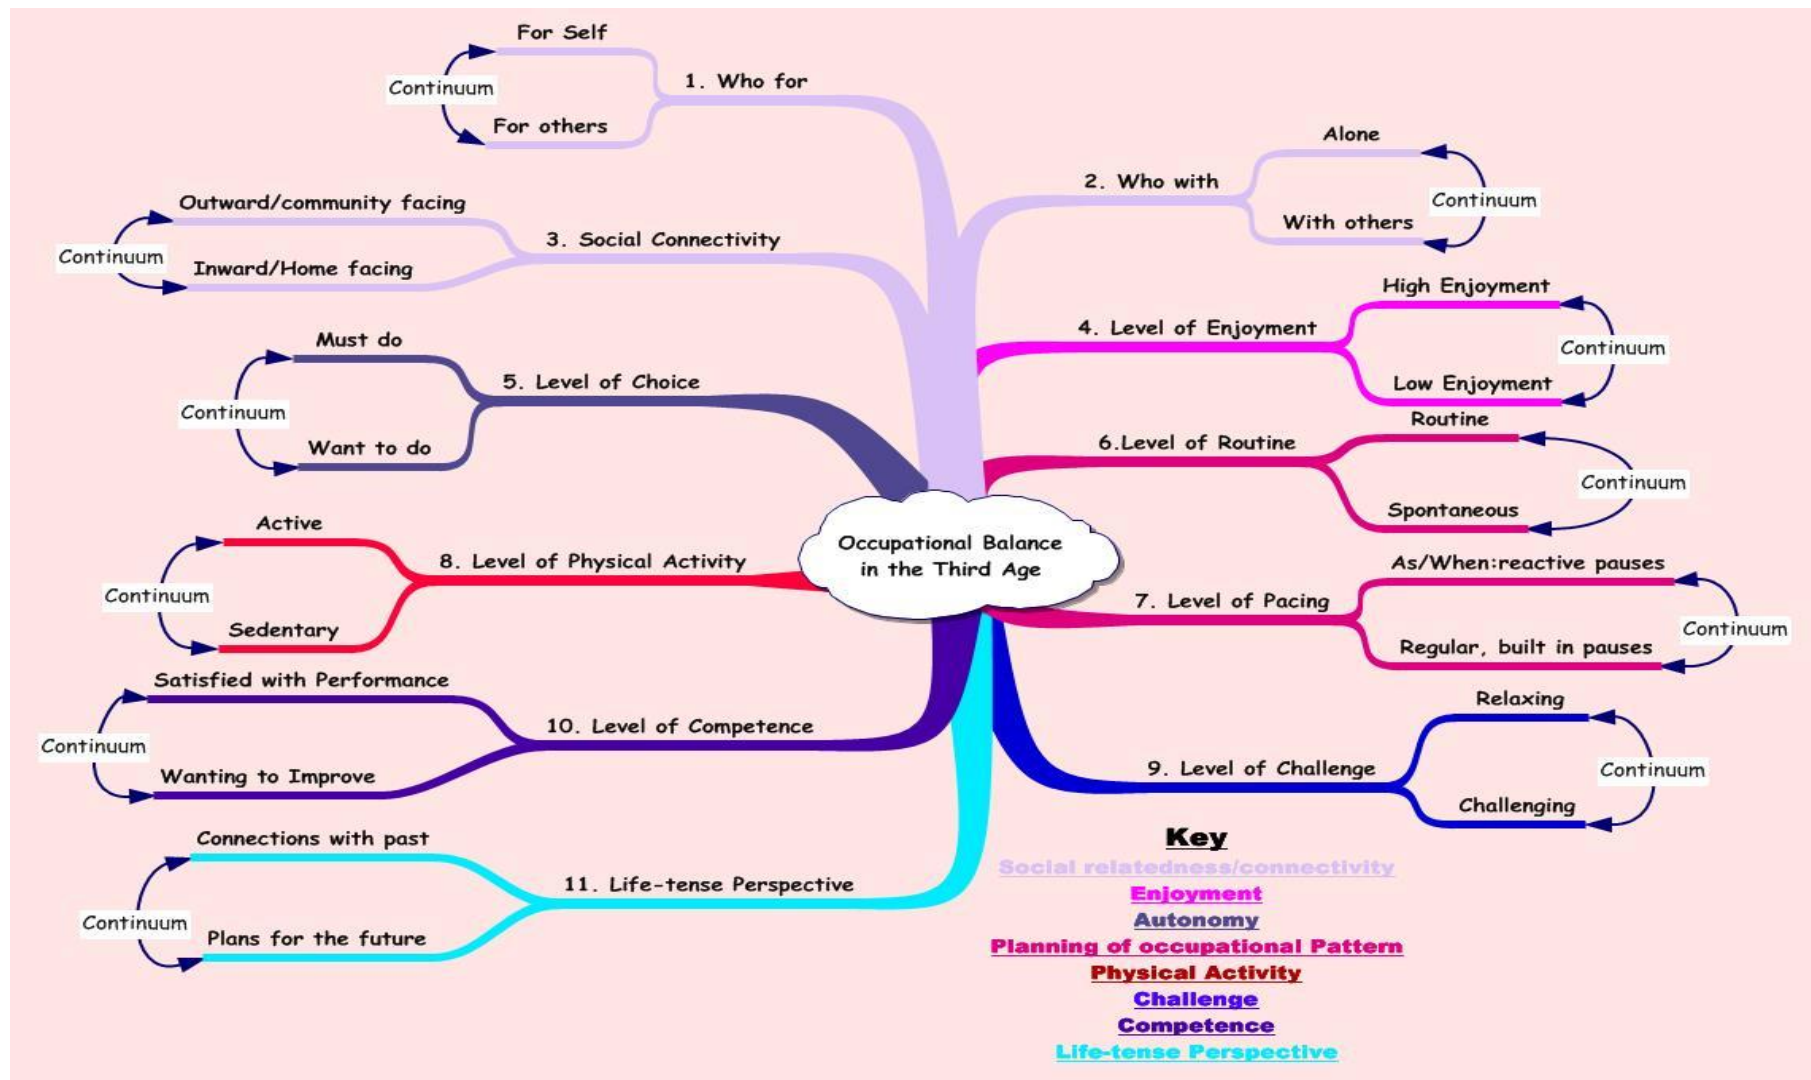 For Self
1. Who for
Continuum
For others
Alone
2. Who with
Continuum
With others
Outward/community facing
3. Social Connectivity
Continuum
Inward/Home facing
High Enjoyment
4. Level of Enjoyment
Continuum
Low Enjoyment
Must do
5. Level of Choice
Continuum
Want to do
Routine
6.Level of Routine
Continuum
Spontaneous
Occupational Balance
in the Third Age
As/When:reactive pauses
7. Level of Pacing
Continuum
Regular, built in pauses
Active
8. Level of Physical Activity
Continuum
Sedentary
Relaxing
9. Level of Challenge
Continuum
Challenging
Satisfied with Performance
10. Level of Competence
Continuum
Wanting to Improve
Connections with past
11. Life-tense Perspective
Continuum
Plans for the future
Key
Social relatedness/connectivity
Enjoyment
Autonomy
Planning of occupational Pattern
Physical Activity
Challenge
Competence
Life-tense Perspective